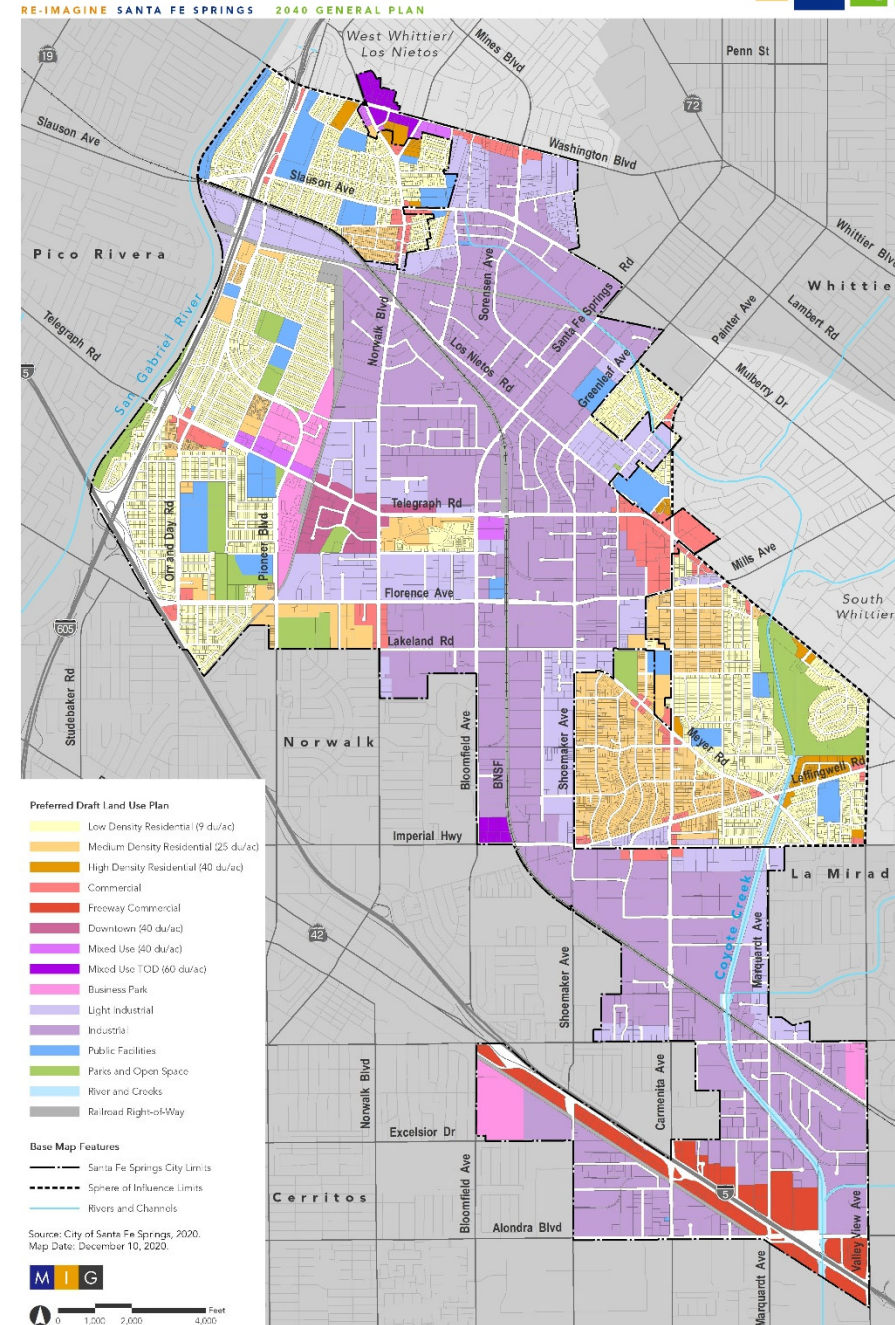 RE-IMAGINE SANTA FE SPRINGS 2040 GENERAL PLAN
West Whittier/
Los Nietos
Mines Blvd
Penn St
19
72
Slauson Ave
Washington Blvd
Slauson Ave
Whittier Blv
Pico Rivera
Whittie
Norwalk Blvd
Sorensen Ave
Santa Fe Springs Rd
Painter Ave
Lambert Rd
Telegraph Rd
San Gabriel River
Los Nietos Rd
Greenleaf Ave
Mulberry Dr
5
Orr and Day Rd
Pioneer Blvd
Telegraph Rd
Mills Ave
Florence Ave
South
Whittier
605
Lakeland Rd
Studebaker Rd
Norwalk
Bloomfield Ave
BNSF
Shoemaker Ave
Meyer Rd
Leffingwell Rd
Imperial Hwy
La Mirad
42
Coyote Creek
Marquardt Ave
Shoemaker Ave
Norwalk Blvd
Carmenita Ave
Excelsior Dr
Cerritos
Bloomfield Ave
5
Alondra Blvd
Valley View Ave
Marquardt Ave
Preferred Draft Land Use Plan
Low Density Residential (9 du/ac)
Medium Density Residential (25 du/ac)
High Density Residential (40 du/ac)
Commercial
Freeway Commercial
Downtown (40 du/ac)
Mixed Use (40 du/ac)
Mixed Use TOD (60 du/ac)
Business Park
Light Industrial
Industrial
Public Facilities
Parks and Open Space
River and Creeks
Railroad Right-of-Way
Base Map Features
Santa Fe Springs City Limits
Sphere of Influence Limits
Rivers and Channels
Source: City of Santa Fe Springs, 2020.
Map Date: December 10, 2020.
M I G
0 1,000 2,000 4,000 Feet